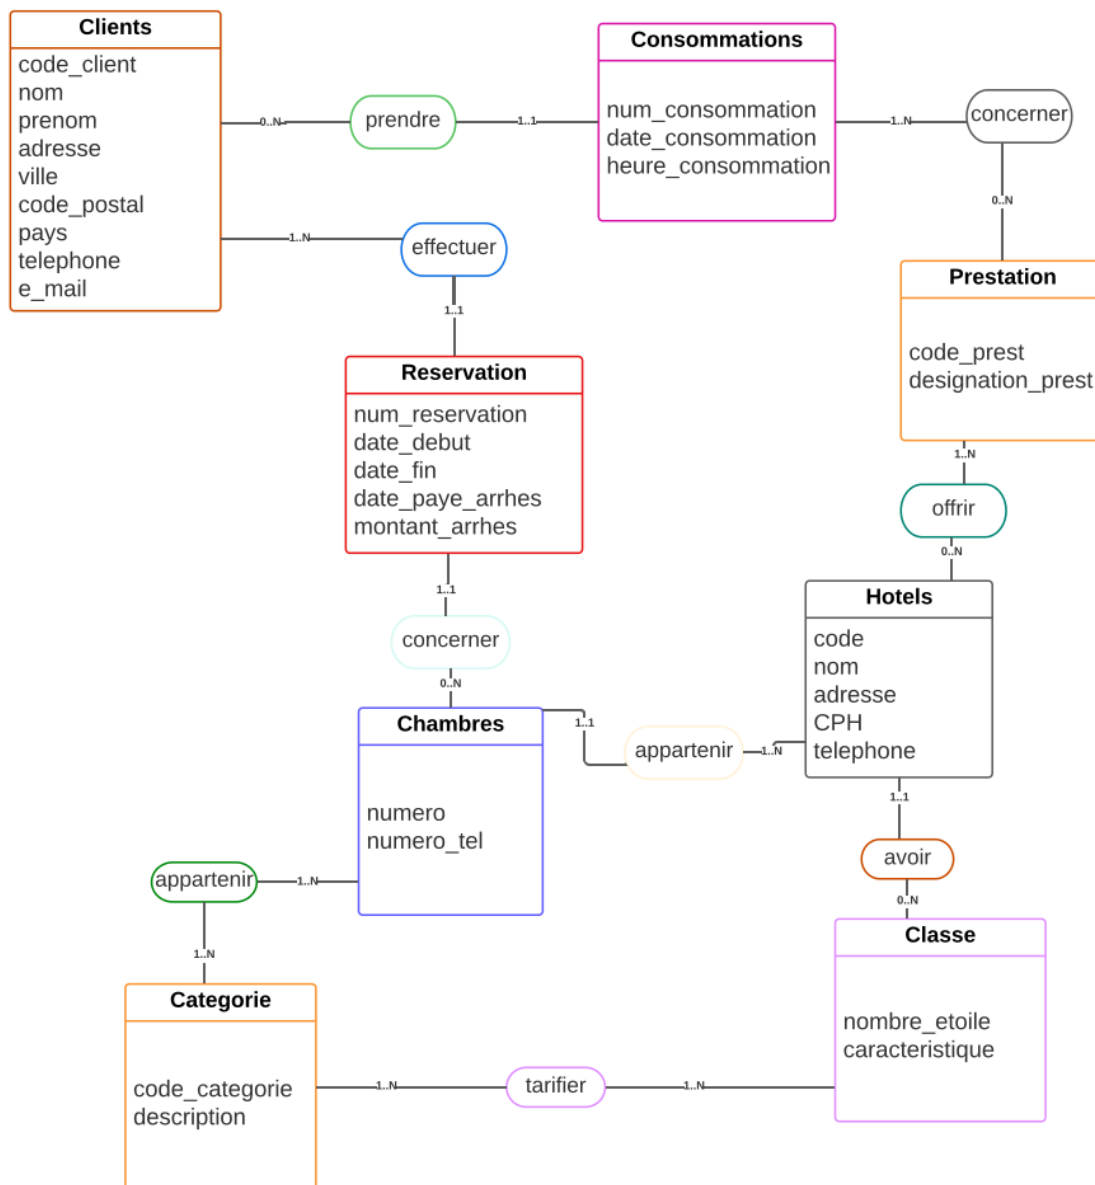 Clients
code_client
nom
prenom
adresse
ville
code_postal
pays
telephone
e_mail
0..N
prendre
1..1
Consommations
num_consommation
date_consommation
heure_consommation
1..N
concerner
0..N
1..N
effectuer
1..1
Prestation
code_prest
designation_prest
1..N
offrir
0..N
Reservation
num_reservation
date_debut
date_fin
date_paye_arrhes
montant_arrhes
1..1
concerner
0..N
Hotels
code
nom
adresse
CPH
telephone
Chambres
numero
numero_tel
1..1
appartenir
1..N
1..1
avoir
0..N
appartenir
1..N
1..N
Classe
nombre_etoile
caracteristique
Categorie
code_categorie
description
1..N
tarifier
1..N